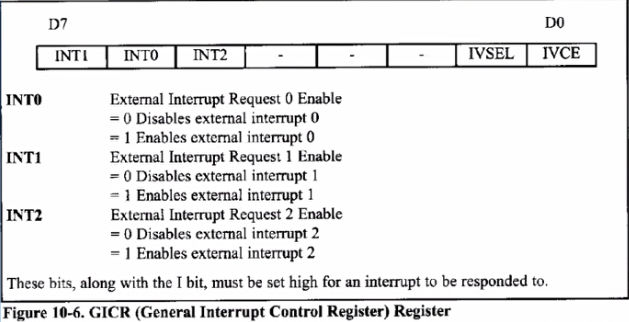 D7 D0
INT1 INT0 INT2 - - - IVSEL IVCE
INT0 External Interrupt Request 0 Enable
= 0 Disables external interrupt 0
= 1 Enables external interrupt 0
INT1 External Interrupt Request 1 Enable
= 0 Disables external interrupt 1
= 1 Enables external interrupt 1
INT2 External Interrupt Request 2 Enable
= 0 Disables external interrupt 2
= 1 Enables external interrupt 2
These bits, along with the I bit, must be set high for an interrupt to be responded to.
Figure 10-6. GICR (General Interrupt Control Register) Register